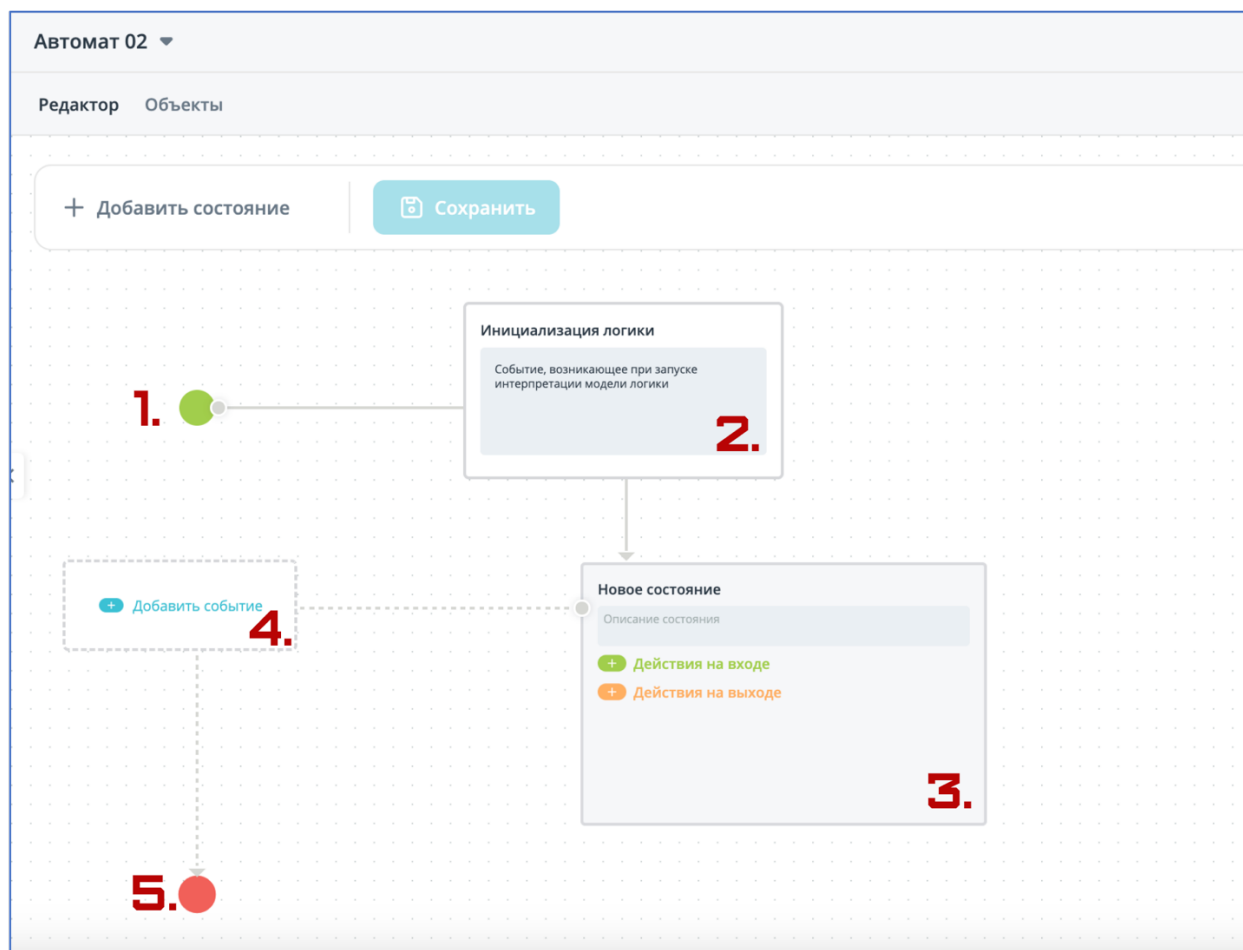 Автомат 02
Редактор Объекты
+ Добавить состояние
Сохранить
Инициализация логики
Событие, возникающее при запуске
интерпретации модели логики
1.
2.
+ Добавить событие
4.
Новое состояние
Описание состояния
+ Действия на входе
+ Действия на выходе
3.
5.